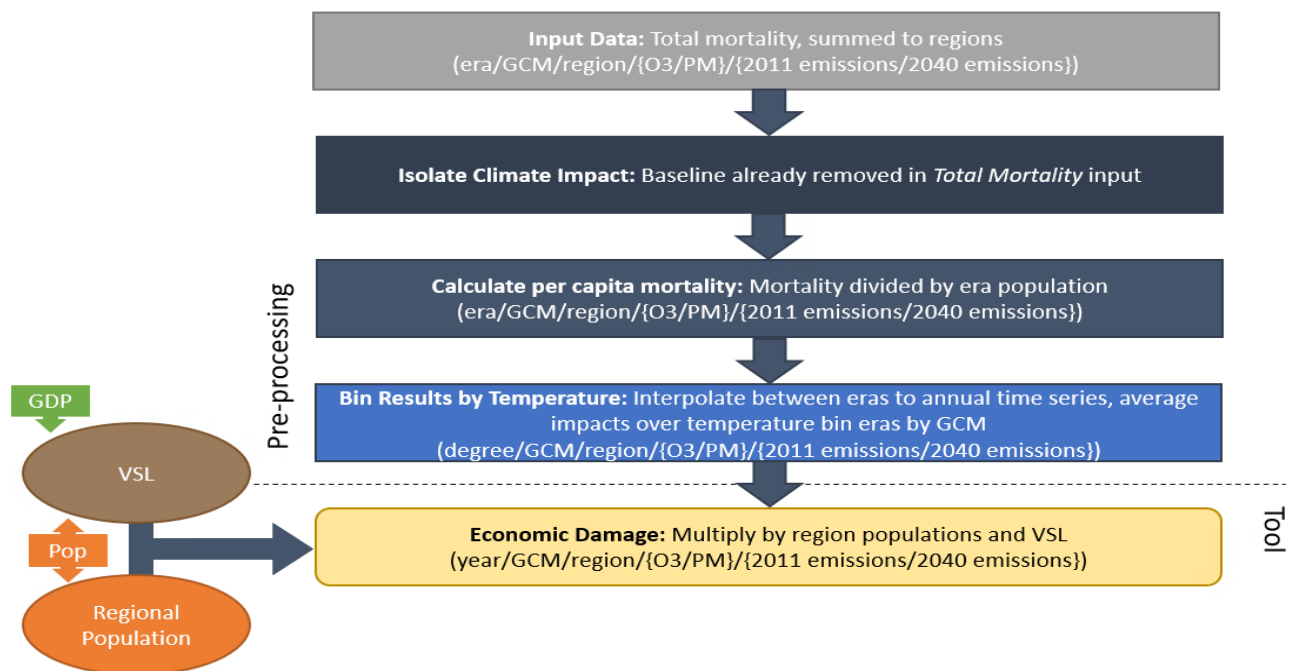 Input Data: Total mortality, summed to regions
(era/GCM/region/{O3/PM}/{2011 emissions/2040 emissions})
Isolate Climate Impact: Baseline already removed in Total Mortality input
Calculate per capita mortality: Mortality divided by era population
(era/GCM/region/{O3/PM}/{2011 emissions/2040 emissions})
Pre-processing
Bin Results by Temperature: Interpolate between eras to annual time series, average
impacts over temperature bin eras by GCM
(degree/GCM/region/{O3/PM}/{2011 emissions/2040 emissions})
GDP
VSL
Pop
Regional
Population
Economic Damage: Multiply by region populations and VSL
(year/GCM/region/{O3/PM}/{2011 emissions/2040 emissions})
Tool